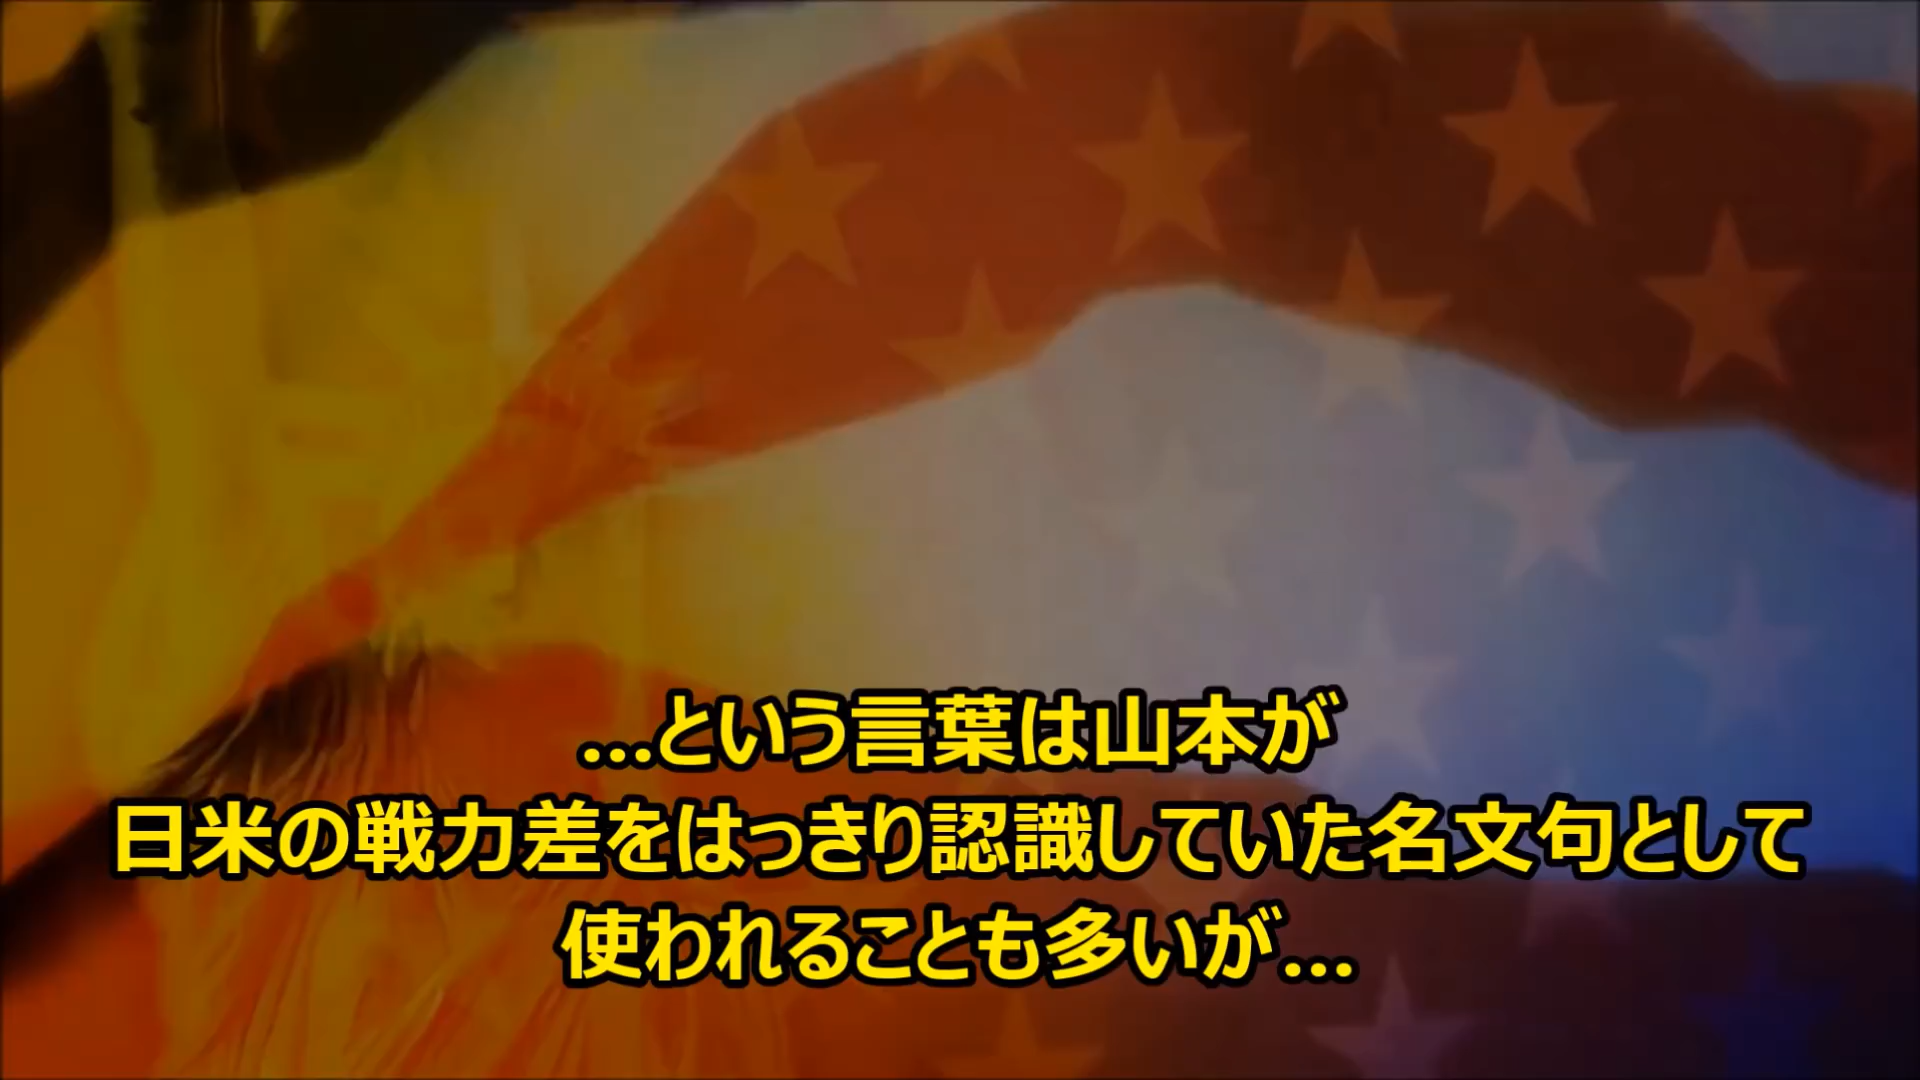 …という言葉は山本が
日米の戦力差をはっきり認識していた名文句として
使われることも多いが…